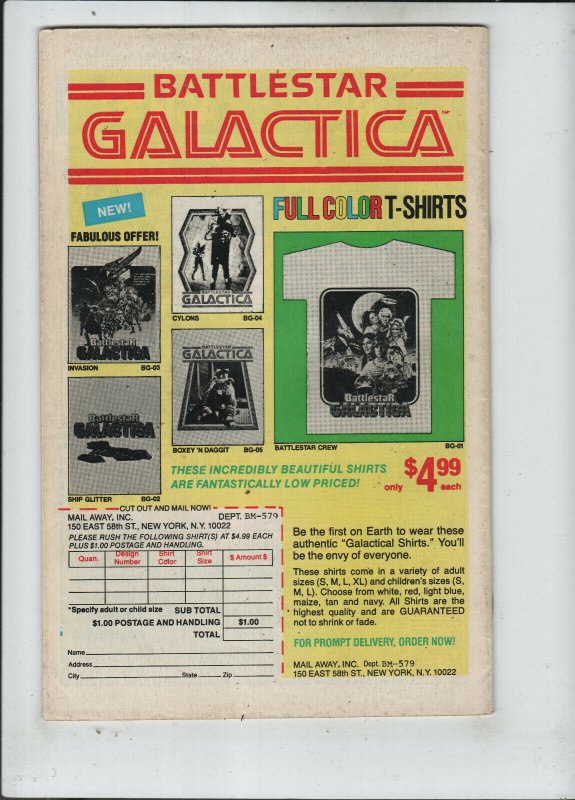 BATTLESTAR
GALACTICA™
NEW!
FABULOUS OFFER!
FULL COLOR T-SHIRTS
BATTLESTAR
GALACTICA
CYLONS BG-04
BattlestaR
GALACTICA
INVASION BG-03
BATTLESTAR
GALACTICA
BOXEY 'N DAGGIT BG-05
BattlestaR
GALACTICA
SHIP GLITTER BG-02
BattlestaR
GALACTICA
BATTLESTAR CREW BG-01
THESE INCREDIBLY BEAUTIFUL SHIRTS
ARE FANTASTICALLY LOW PRICED!
only $4.99 each
CUT OUT AND MAIL NOW!
MAIL AWAY, INC. DEPT. BM-579
150 EAST 58th ST., NEW YORK, N.Y. 10022
PLEASE RUSH THE FOLLOWING SHIRT(S) AT $4.99 EACH
PLUS $1.00 POSTAGE AND HANDLING.
Quan. Design Number Shirt Color Shirt Size $ Amount $
*Specify adult or child size SUB TOTAL
$1.00 POSTAGE AND HANDLING $1.00
TOTAL
Name
Address
City State Zip
Be the first on Earth to wear these
authentic "Galactical Shirts." You'll
be the envy of everyone.
These shirts come in a variety of adult
sizes (S, M, L, XL) and children's sizes (S,
M, L). Choose from white, red, light blue,
maize, tan and navy. All Shirts are the
highest quality and are GUARANTEED
not to shrink or fade.
FOR PROMPT DELIVERY, ORDER NOW!
MAIL AWAY, INC. Dept. BM-579
150 EAST 58th ST., NEW YORK, N.Y. 10022